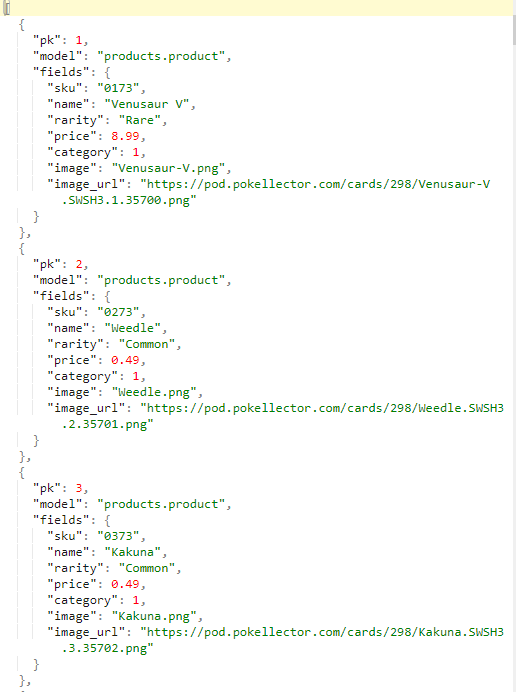 [
{
"pk": 1,
"model": "products.product",
"fields": {
"sku": "0173",
"name": "Venusaur V",
"rarity": "Rare",
"price": 8.99,
"category": 1,
"image": "Venusaur-V.png",
"image_url": "https://pod.pokellector.com/cards/298/Venusaur-V
.SWSH3.1.35700.png"
}
},
{
"pk": 2,
"model": "products.product",
"fields": {
"sku": "0273",
"name": "Weedle",
"rarity": "Common",
"price": 0.49,
"category": 1,
"image": "Weedle.png",
"image_url": "https://pod.pokellector.com/cards/298/Weedle.SWSH3
.2.35701.png"
}
},
{
"pk": 3,
"model": "products.product",
"fields": {
"sku": "0373",
"name": "Kakuna",
"rarity": "Common",
"price": 0.49,
"category": 1,
"image": "Kakuna.png",
"image_url": "https://pod.pokellector.com/cards/298/Kakuna.SWSH3
.3.35702.png"
}
},